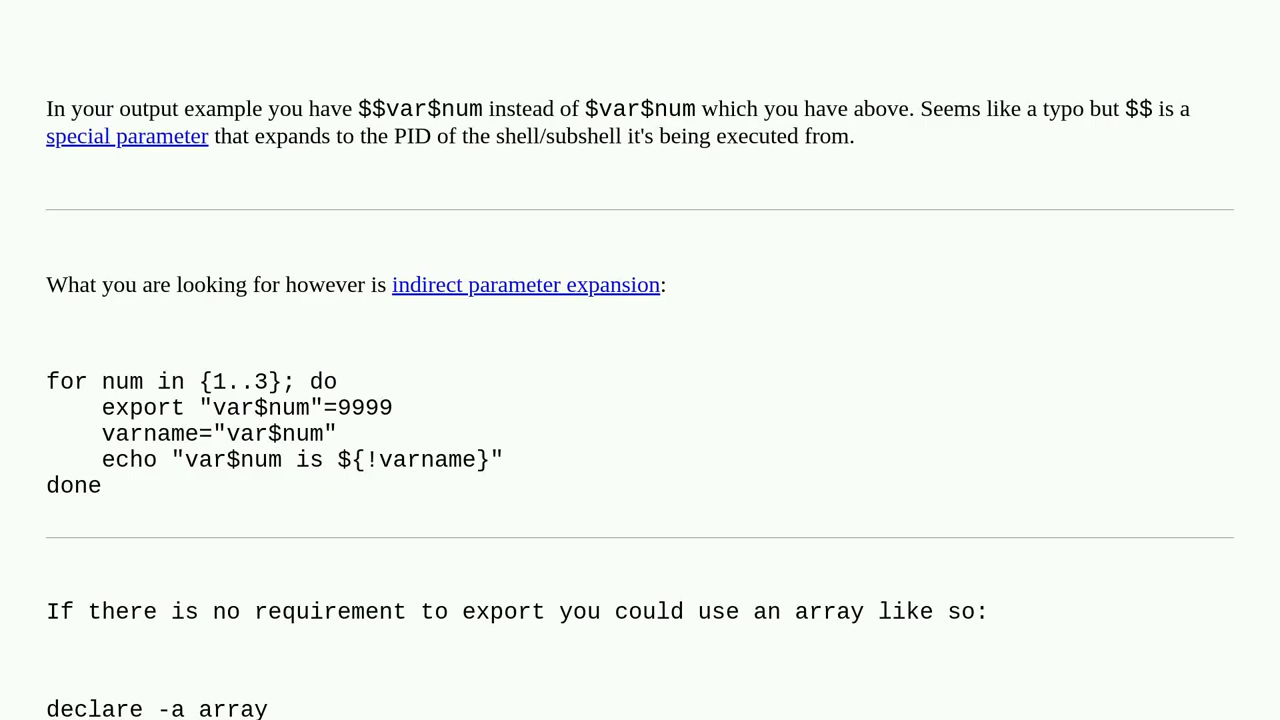 In your output example you have $$var$num instead of $var$num which you have above. Seems like a typo but $$ is a
special parameter that expands to the PID of the shell/subshell it's being executed from.
What you are looking for however is indirect parameter expansion:
for num in {1..3}; do
    export "var$num"=9999
    varname="var$num"
    echo "var$num is ${!varname}"
done
If there is no requirement to export you could use an array like so:
declare -a array